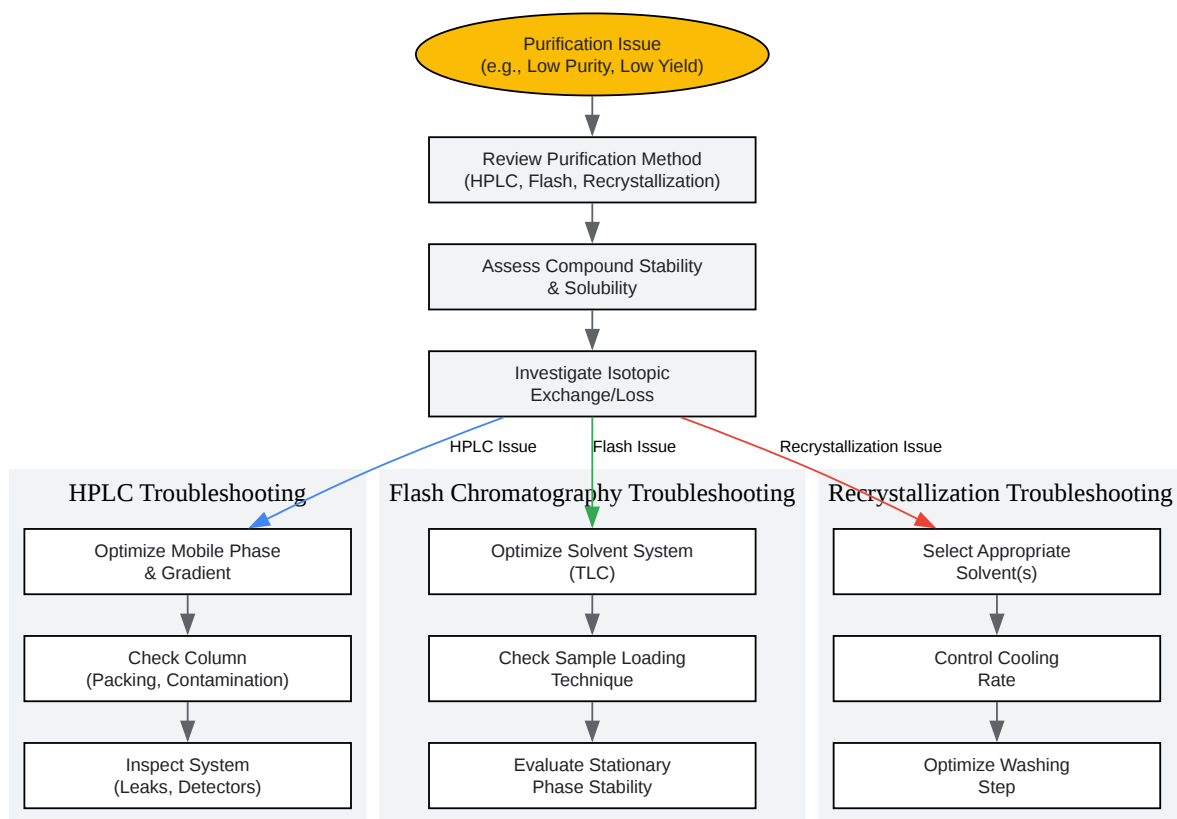 Purification Issue
(e.g., Low Purity, Low Yield)
Review Purification Method
(HPLC, Flash, Recrystallization)
Assess Compound Stability
& Solubility
Investigate Isotopic
Exchange/Loss
HPLC Issue
Flash Issue
Recrystallization Issue
HPLC Troubleshooting
Optimize Mobile Phase
& Gradient
Check Column
(Packing, Contamination)
Inspect System
(Leaks, Detectors)
Flash Chromatography Troubleshooting
Optimize Solvent System
(TLC)
Check Sample Loading
Technique
Evaluate Stationary
Phase Stability
Recrystallization Troubleshooting
Select Appropriate
Solvent(s)
Control Cooling
Rate
Optimize Washing
Step